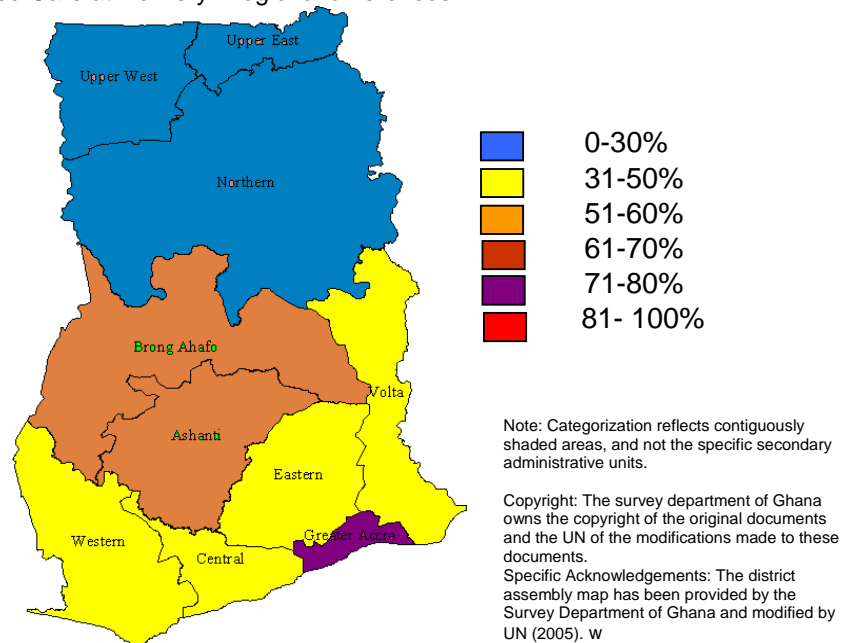 Upper East
Upper West
Northern
Brong Ahafo
Volta
Ashanti
Eastern
Greater Accra
Western
Central
0-30%
31-50%
51-60%
61-70%
71-80%
81- 100%
Note: Categorization reflects contiguously
shaded areas, and not the specific secondary
administrative units.
Copyright: The survey department of Ghana
owns the copyright of the original documents
and the UN of the modifications made to these
documents.
Specific Acknowledgements: The district
assembly map has been provided by the
Survey Department of Ghana and modified by
UN (2005). w